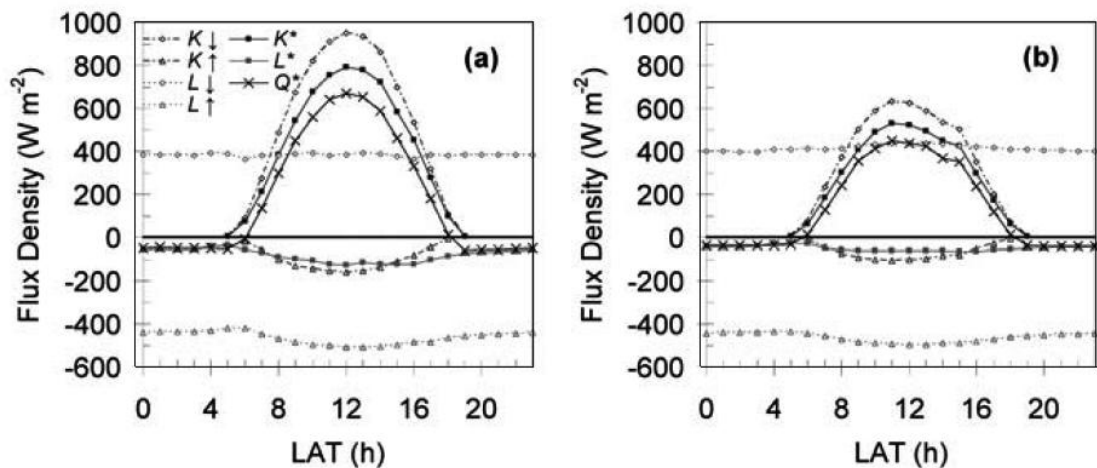 1000
800
600
400
200
0
-200
-400
-600
Flux Density (W m⁻²)
K↓
K↑
L↓
L↑
K*
L*
Q*
(a)
0 4 8 12 16 20
LAT (h)
1000
800
600
400
200
0
-200
-400
-600
Flux Density (W m⁻²)
(b)
0 4 8 12 16 20
LAT (h)